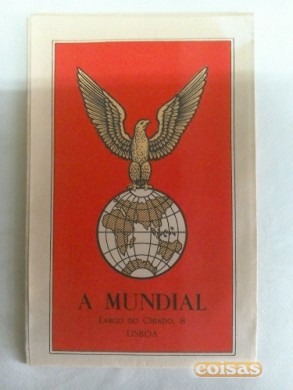 A MUNDIAL
LARGO DO CHIADO, 8
LISBOA
coisas